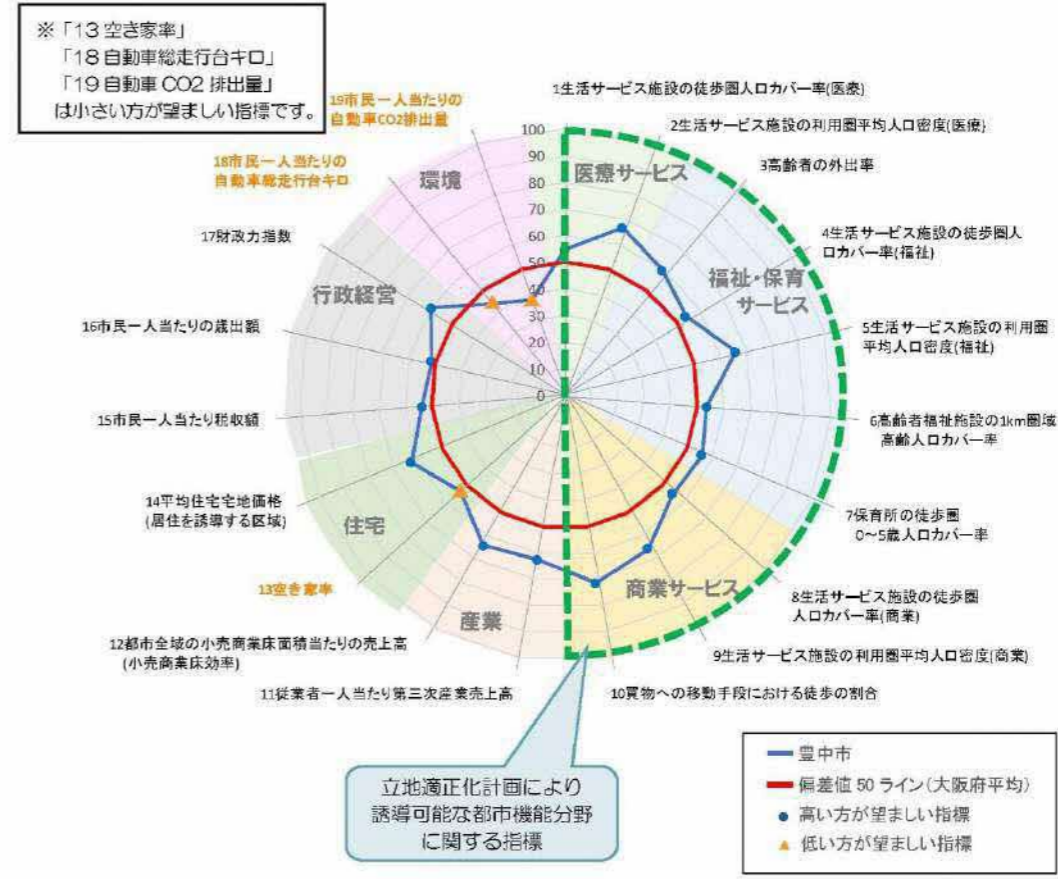 ※「13 空き家率」
「18 自動車総走行台キロ」
「19 自動車 CO2 排出量」
は小さい方が望ましい指標です。
19市民一人当たりの
自動車CO2排出量
18市民一人当たりの
自動車総走行台キロ
17財政力指数
16市民一人当たりの歳出額
15市民一人当たり税収額
14平均住宅宅地価格
(居住を誘導する区域)
13空き家率
12都市全域の小売商業床面積当たりの売上高
(小売商業床効率)
11従業者一人当たり第三次産業売上高
1生活サービス施設の徒歩圏人口カバー率(医療)
2生活サービス施設の利用圏平均人口密度(医療)
3高齢者の外出率
4生活サービス施設の徒歩圏人
口カバー率(福祉)
5生活サービス施設の利用圏
平均人口密度(福祉)
6高齢者福祉施設の1km圏域
高齢人口カバー率
7保育所の徒歩圏
0～5歳人口カバー率
8生活サービス施設の徒歩圏
人口カバー率(商業)
9生活サービス施設の利用圏平均人口密度(商業)
10買物への移動手段における徒歩の割合
100
90
80
70
60
50
40
30
20
10
0
環境
医療サービス
福祉・保育
サービス
行政経営
住宅
産業
商業サービス
立地適正化計画により
誘導可能な都市機能分野
に関する指標
豊中市
偏差値 50 ライン(大阪府平均)
高い方が望ましい指標
低い方が望ましい指標